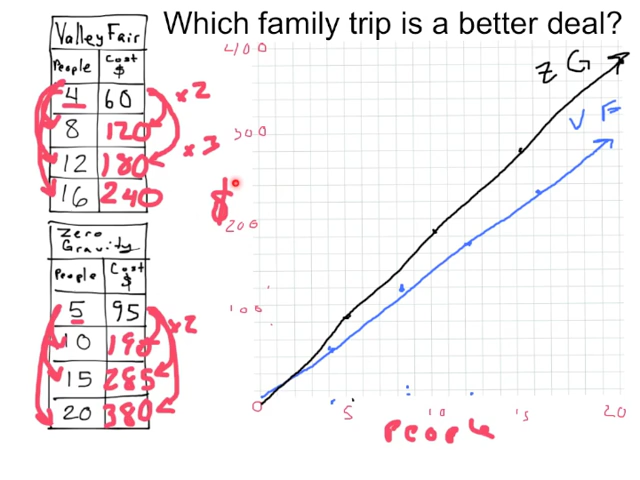 Which family trip is a better deal?
Valley Fair
People Cost $
4 60
8 120
12 180
16 240
x2
x3
Zero Gravity
People Cost $
5 95
10 190
15 285
20 380
x2
400
300
$
200
100
0
5
10
15
20
People
ZG
VF